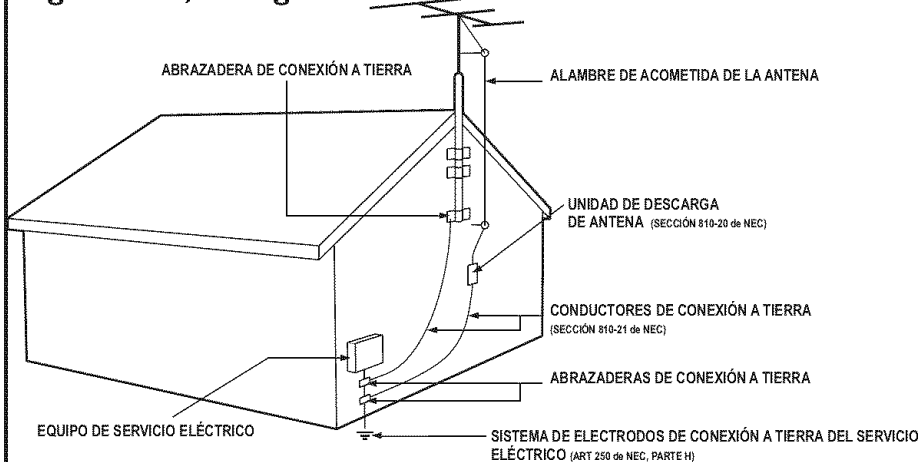 ABRAZADERA DE CONEXIÓN A TIERRA
ALAMBRE DE ACOMETIDA DE LA ANTENA
UNIDAD DE DESCARGA
DE ANTENA (SECCIÓN 810-20 de NEC)
CONDUCTORES DE CONEXIÓN A TIERRA
(SECCIÓN 810-21 de NEC)
ABRAZADERAS DE CONEXIÓN A TIERRA
EQUIPO DE SERVICIO ELÉCTRICO
SISTEMA DE ELECTRODOS DE CONEXIÓN A TIERRA DEL SERVICIO
ELÉCTRICO (ART 250 de NEC, PARTE H)